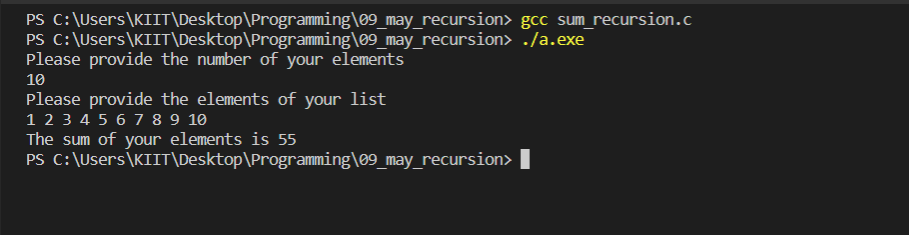 PS C:\Users\KIIT\Desktop\Programming\09_may_recursion> gcc sum_recursion.c
PS C:\Users\KIIT\Desktop\Programming\09_may_recursion> ./a.exe
Please provide the number of your elements
10
Please provide the elements of your list
1 2 3 4 5 6 7 8 9 10
The sum of your elements is 55
PS C:\Users\KIIT\Desktop\Programming\09_may_recursion>